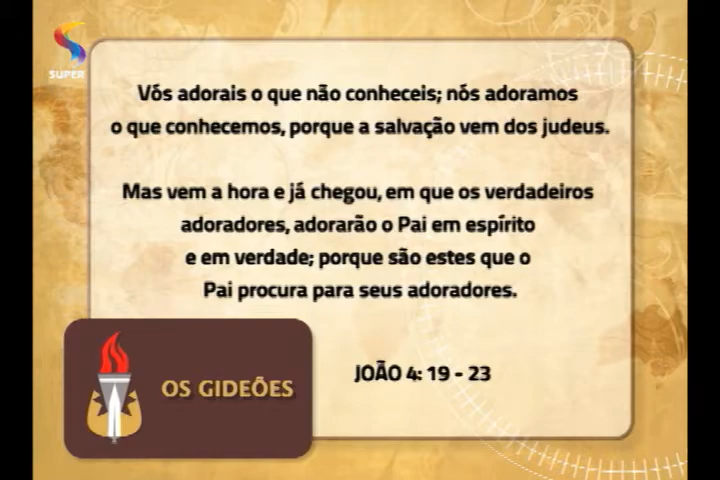 SUPER
Vós adorais o que não conheceis; nós adoramos
o que conhecemos, porque a salvação vem dos judeus.
Mas vem a hora e já chegou, em que os verdadeiros
adoradores, adorarão o Pai em espírito
e em verdade; porque são estes que o
Pai procura para seus adoradores.
OS GIDEÕES
JOÃO 4: 19 - 23